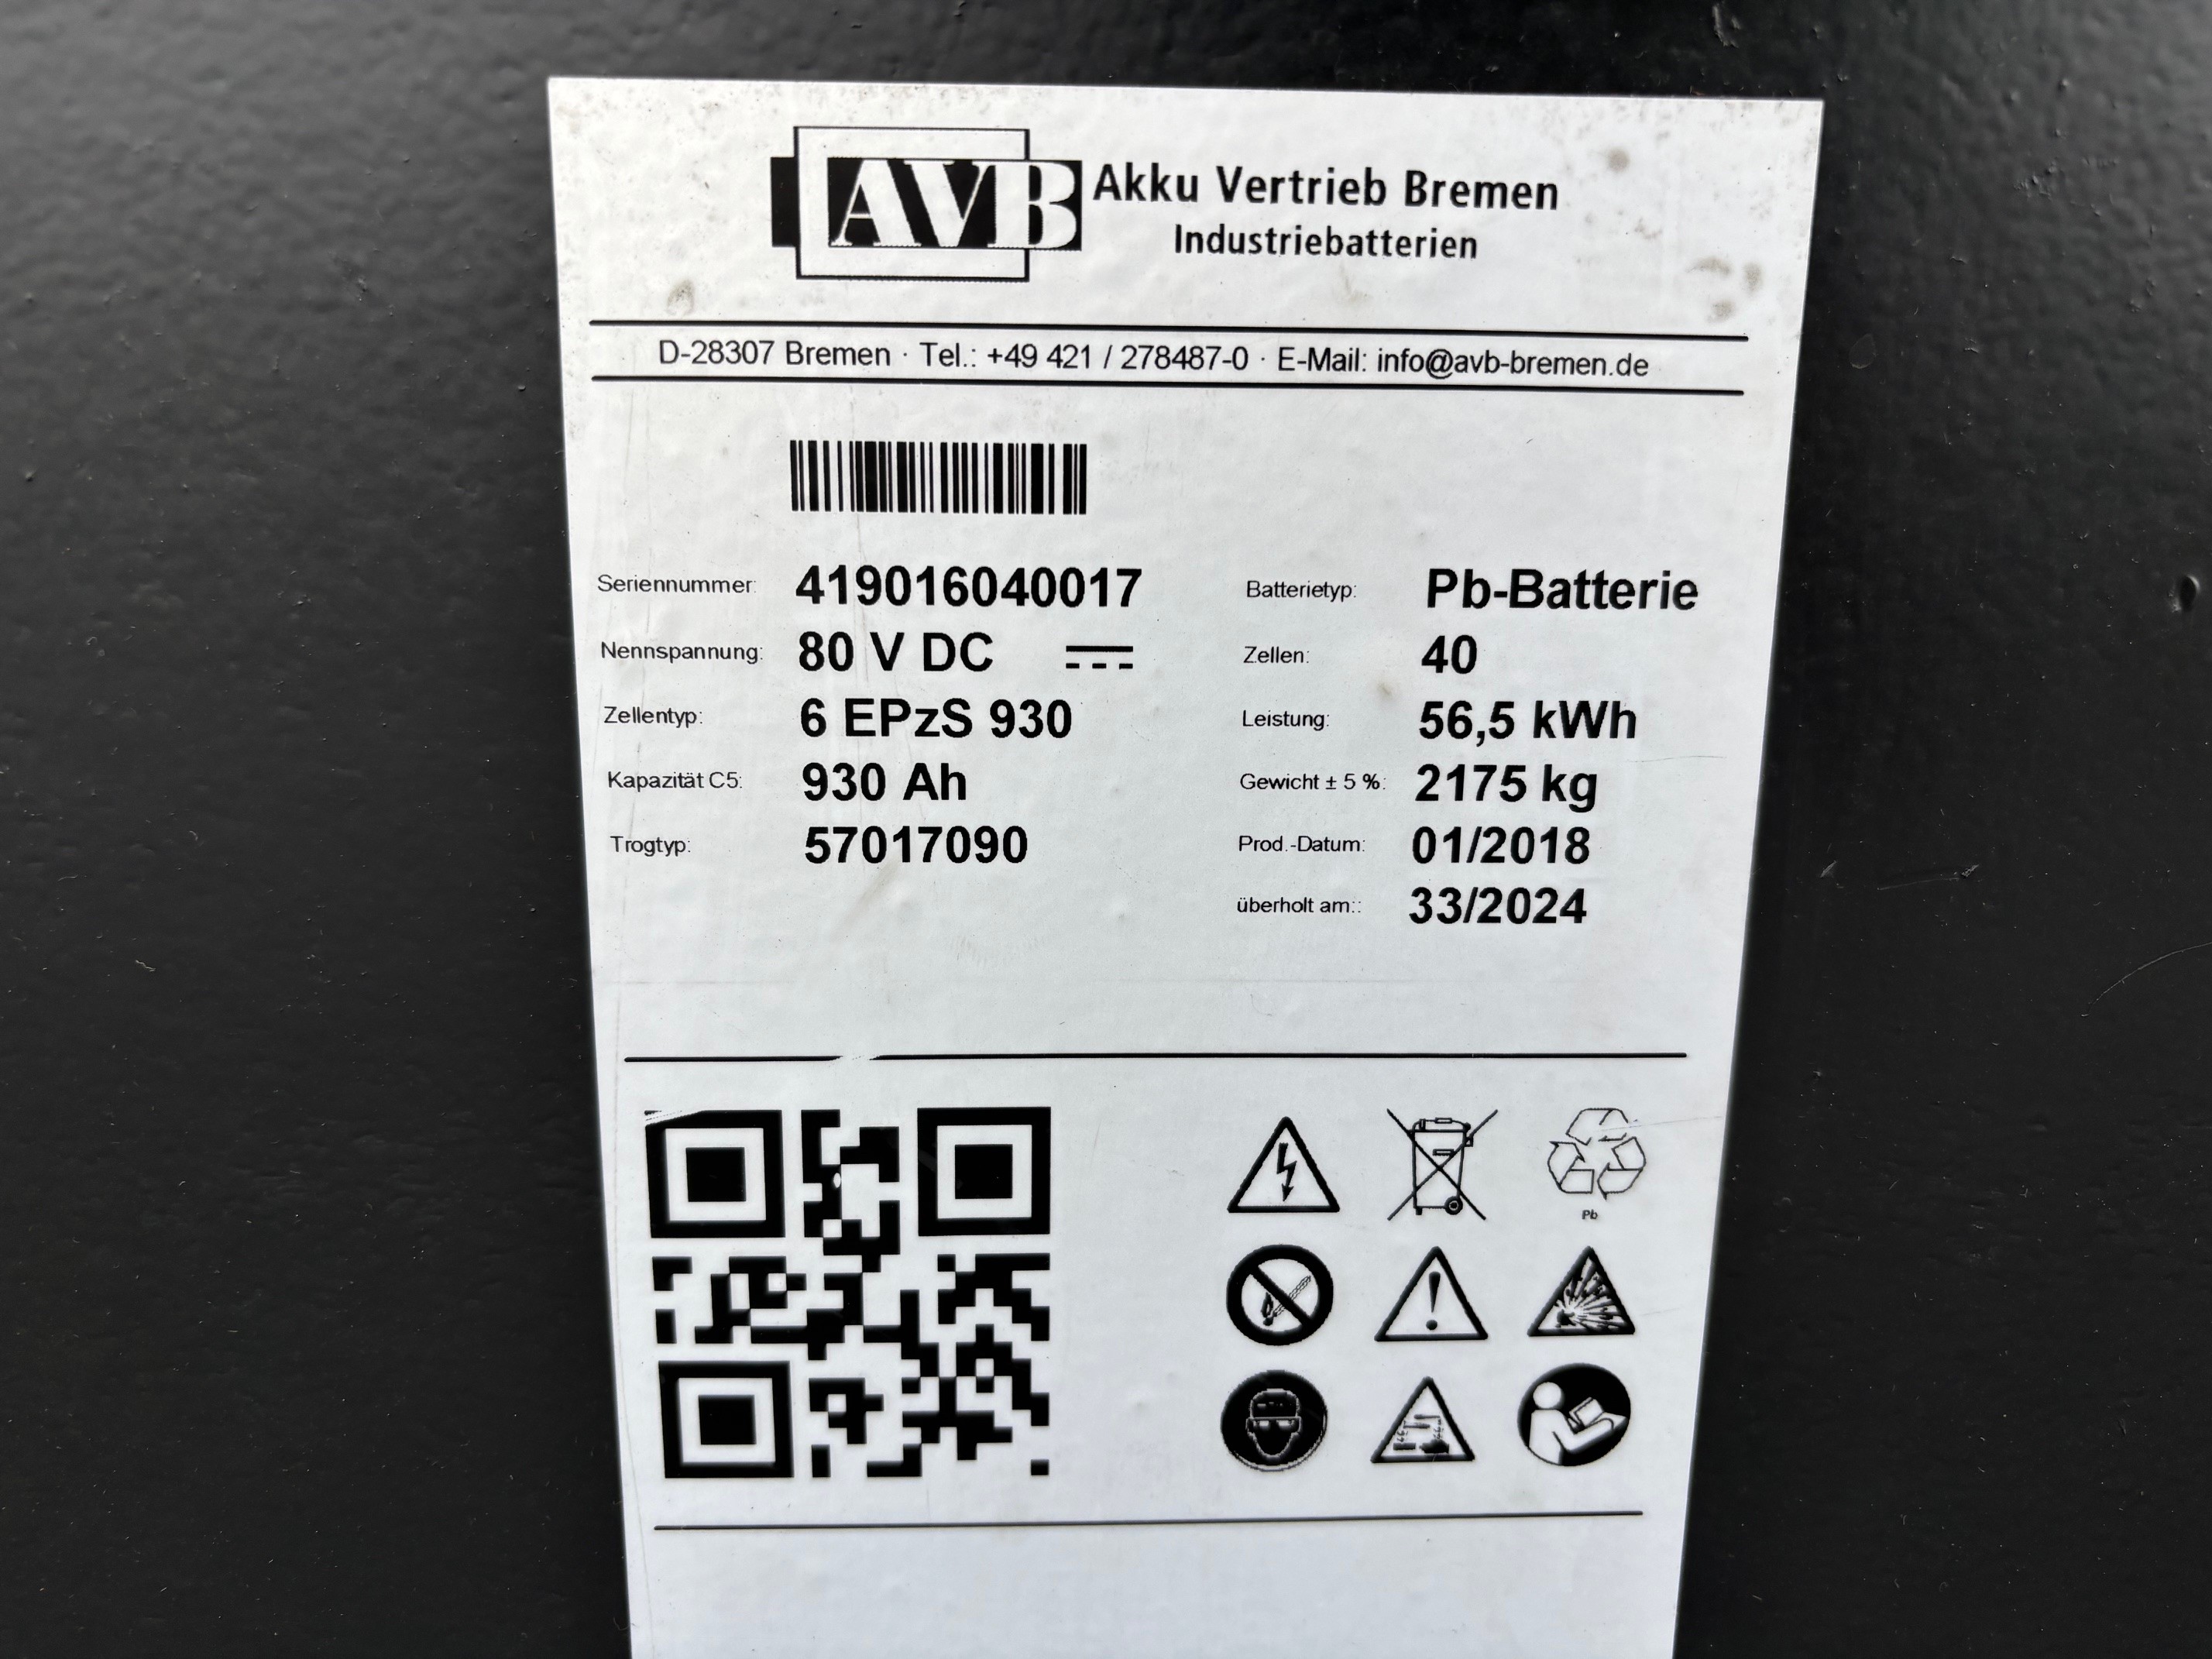 AVB Akku Vertrieb Bremen
Industriebatterien
D-28307 Bremen · Tel.: +49 421 / 278487-0 · E-Mail: info@avb-bremen.de
Seriennummer: 419016040017 Batterietyp: Pb-Batterie
Nennspannung: 80 V DC Zellen: 40
Zellentyp: 6 EPzS 930 Leistung: 56,5 kWh
Kapazität C5: 930 Ah Gewicht ± 5 %: 2175 kg
Trogtyp: 57017090 Prod.-Datum: 01/2018
überholt am:: 33/2024
Pb